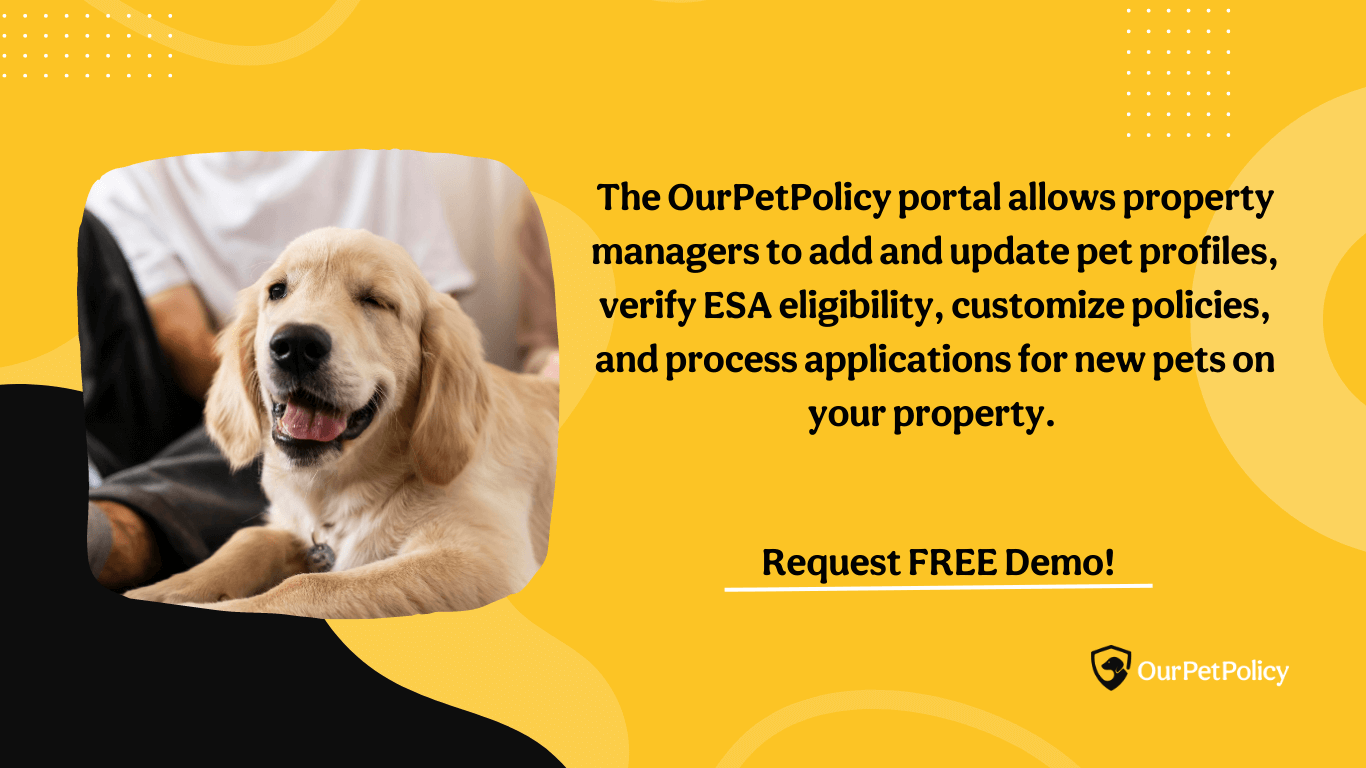 The OurPetPolicy portal allows property
managers to add and update pet profiles,
verify ESA eligibility, customize policies,
and process applications for new pets on
your property.
Request FREE Demo!
OurPetPolicy